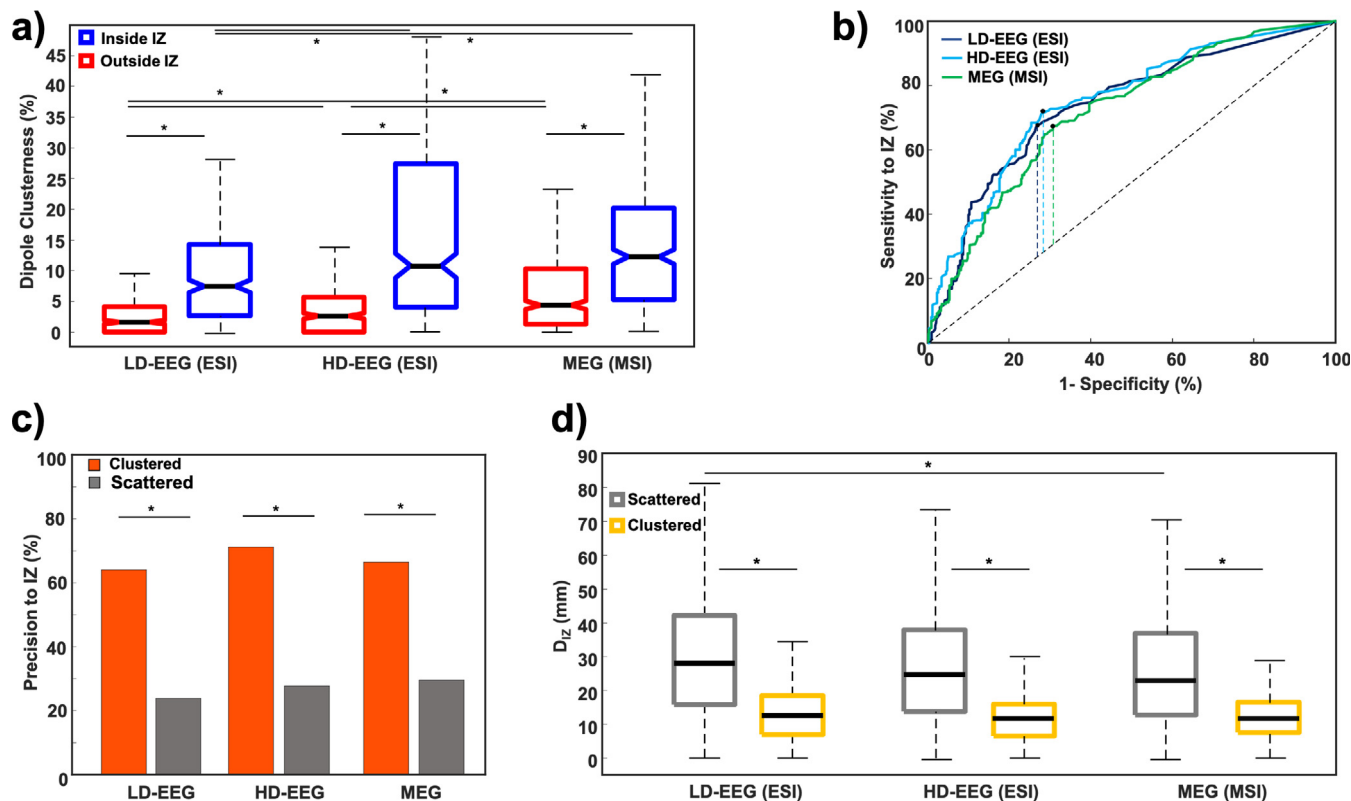 a)
Inside IZ
Outside IZ
Dipole Clusterness (%)
45
40
35
30
25
20
15
10
5
0
*
*
*
*
*
*
*
LD-EEG (ESI)
HD-EEG (ESI)
MEG (MSI)
b)
LD-EEG (ESI)
HD-EEG (ESI)
MEG (MSI)
Sensitivity to IZ (%)
100
80
60
40
20
0
0
20
40
60
80
100
1- Specificity (%)
c)
Clustered
Scattered
Precision to IZ (%)
100
80
60
40
20
0
*
*
*
LD-EEG
HD-EEG
MEG
d)
Scattered
Clustered
D_IZ (mm)
90
80
70
60
50
40
30
20
10
0
*
*
*
*
LD-EEG (ESI)
HD-EEG (ESI)
MEG (MSI)